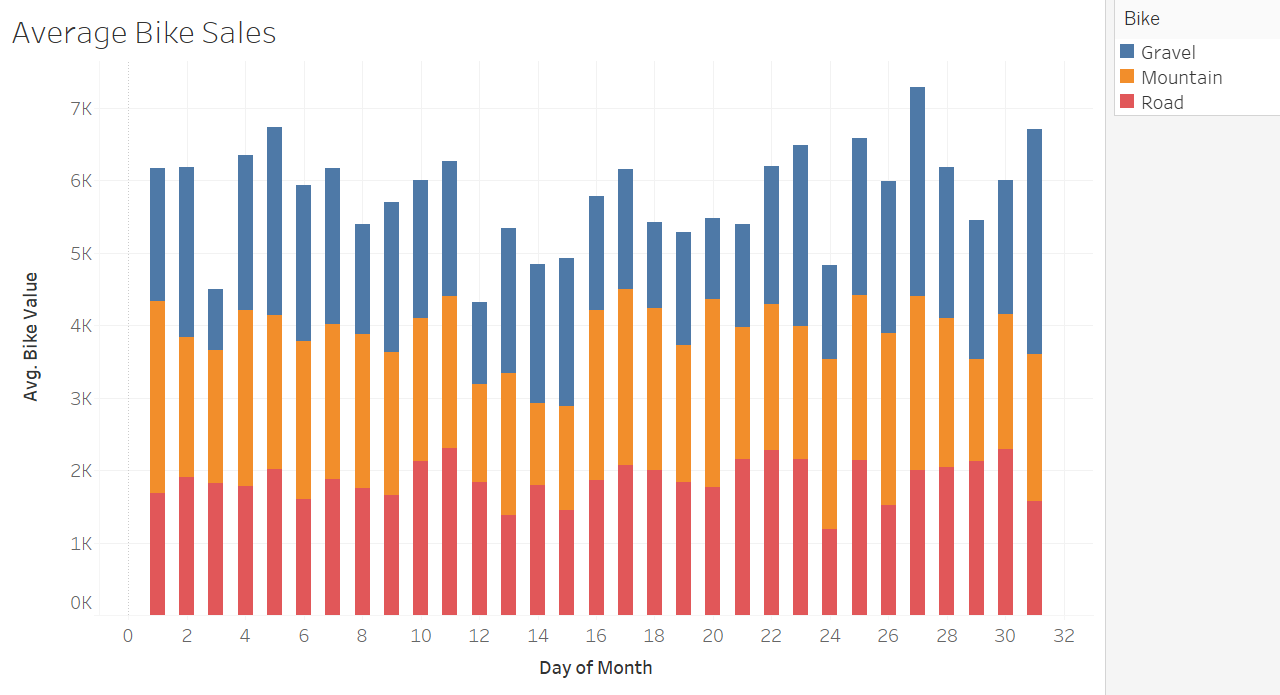 Average Bike Sales
Bike
Gravel
Mountain
Road
Avg. Bike Value
7K
6K
5K
4K
3K
2K
1K
0K
0 2 4 6 8 10 12 14 16 18 20 22 24 26 28 30 32
Day of Month